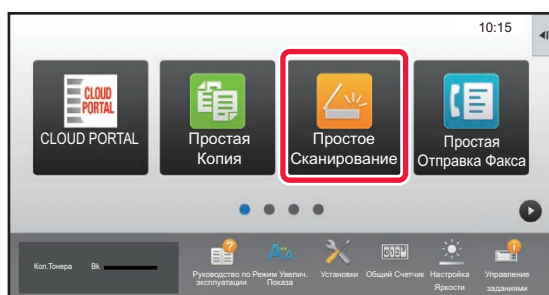 10:15
CLOUD
PORTAL
CLOUD PORTAL
Простая
Копия
Простое
Сканирование
Простая
Отправка Факса
Кол.Тонера Bk
Руководство по
эксплуатации
Режим Увелич.
Показа
Установки
Общий Счетчик
Настройка
Яркости
Управление
заданиями